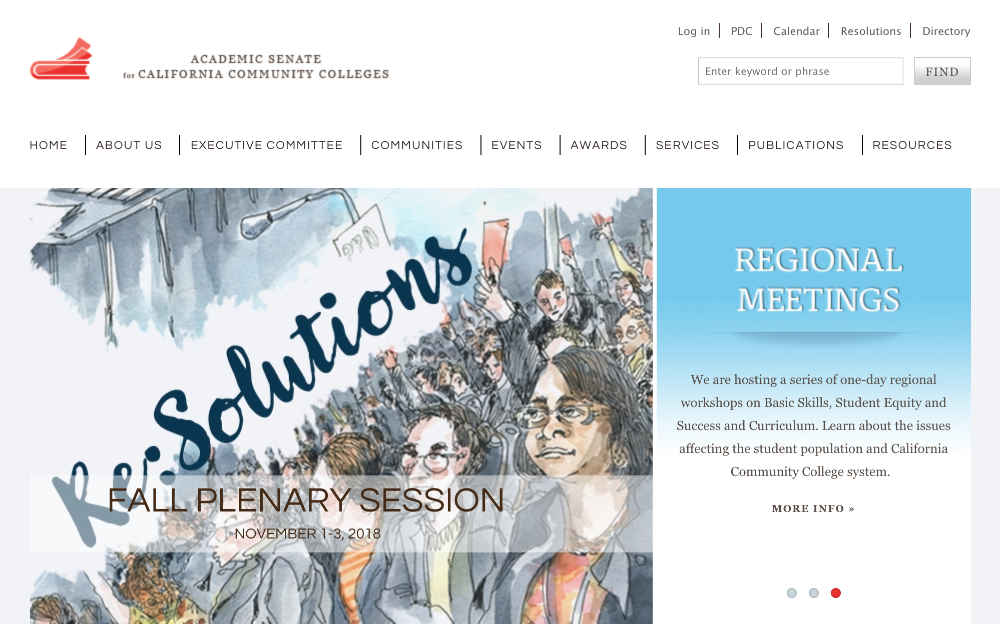 Log in
PDC
Calendar
Resolutions
Directory
ACADEMIC SENATE
for CALIFORNIA COMMUNITY COLLEGES
Enter keyword or phrase
FIND
HOME
ABOUT US
EXECUTIVE COMMITTEE
COMMUNITIES
EVENTS
AWARDS
SERVICES
PUBLICATIONS
RESOURCES
PRO
Re:Solutions
FALL PLENARY SESSION
NOVEMBER 1-3, 2018
REGIONAL
MEETINGS
We are hosting a series of one-day regional
workshops on Basic Skills, Student Equity and
Success and Curriculum. Learn about the issues
affecting the student population and California
Community College system.
MORE INFO »